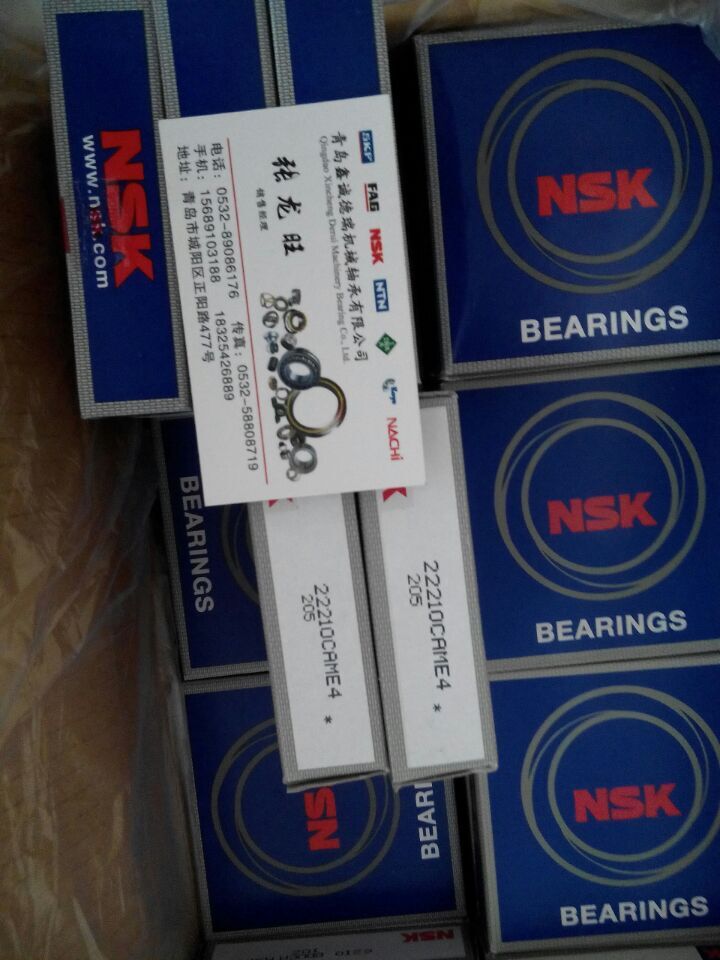 NSK
www.nsk.com
SKF
FAG
NSK
NTN
Koyo
NACHI
青岛鑫诚德瑞机械轴承有限公司
Qingdao Xincheng Derui Machinery Bearing Co., Ltd.
张龙旺
销售经理
电话：0532-89086176 传真：0532-58808719
手机：15689103188 18325426889
地址：青岛市城阳区正阳路477号
NSK
BEARINGS
NSK
BEARINGS
NSK
BEARINGS
BEARINGS
22210CAME4 *
205
22210CAME4 *
205
NSK
BEARI
NSK